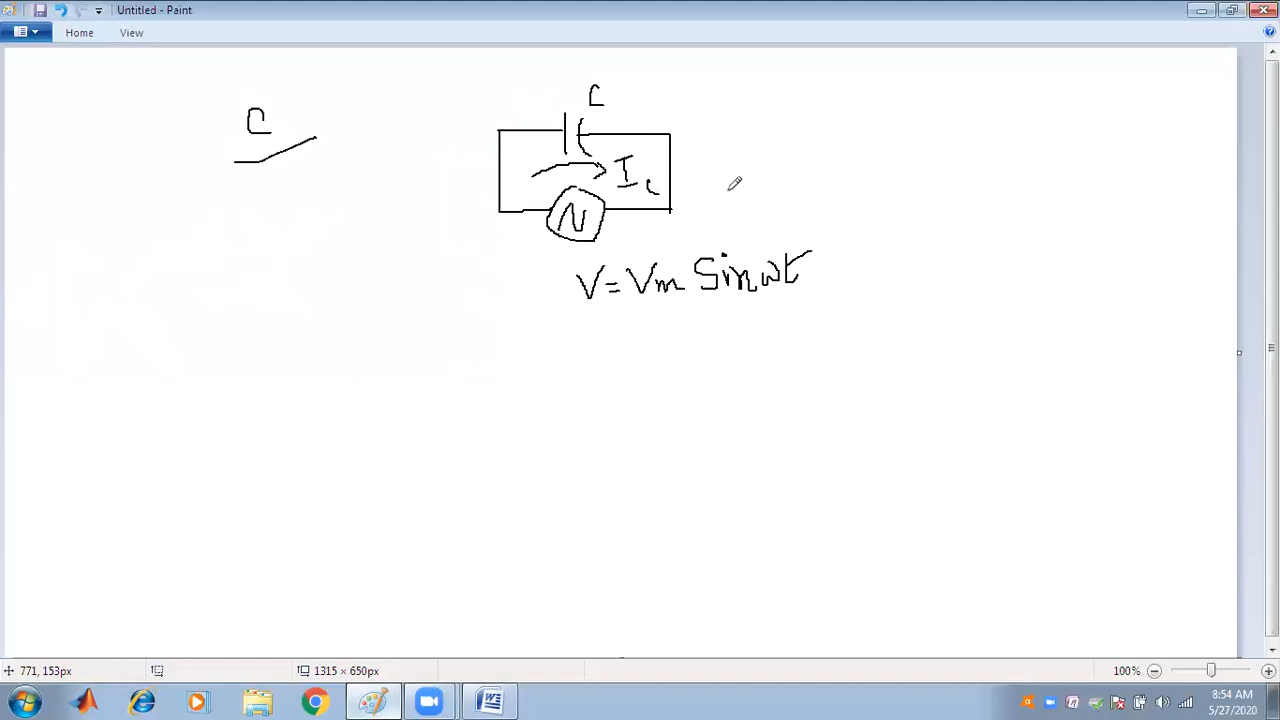 Untitled - Paint
Home View
C
C
I c
N
V = Vm Sin ωt
771, 153px
1315 × 650px
100%
8:54 AM
5/27/2020